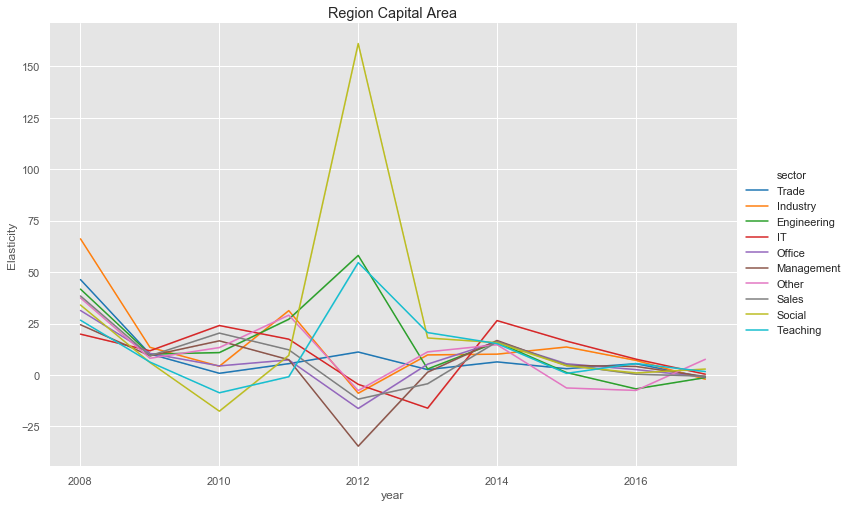 Region Capital Area
150
125
100
75
50
25
0
−25
Elasticity
2008
2010
2012
2014
2016
year
sector
Trade
Industry
Engineering
IT
Office
Management
Other
Sales
Social
Teaching